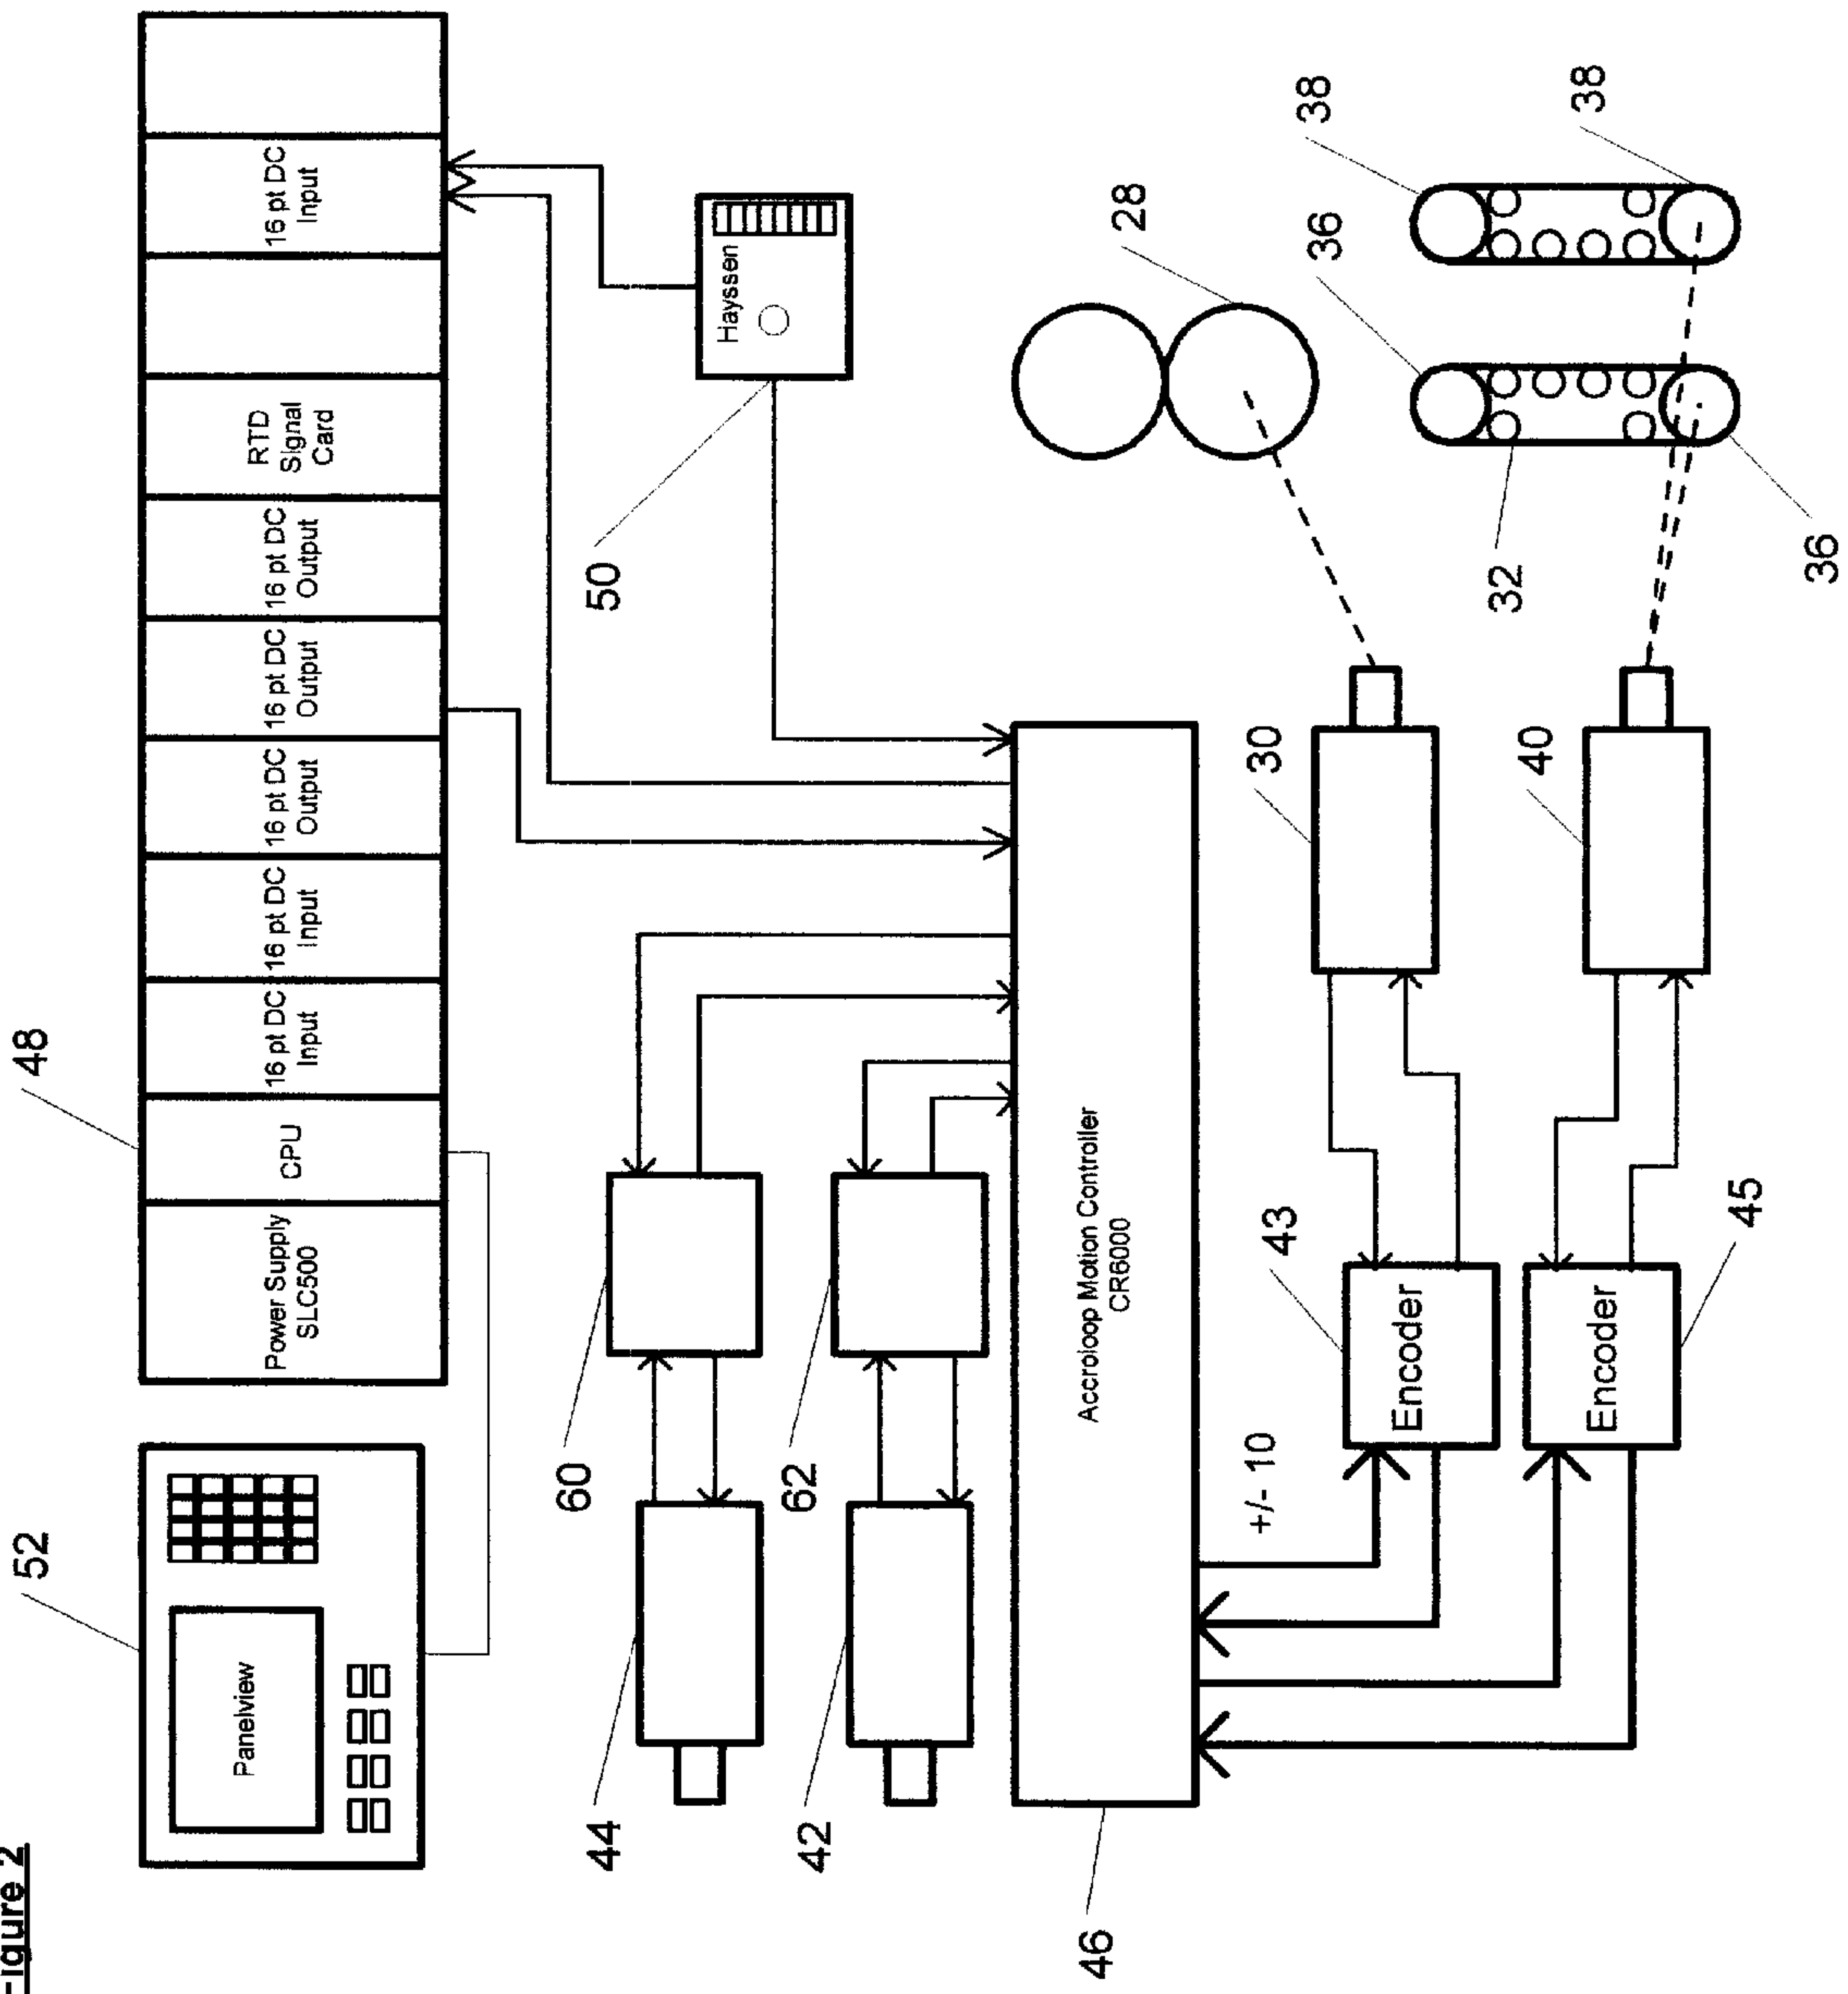 Figure 2
52
48
Panelview
Power Supply
SLC500
CPU
16 pt DC
Input
16 pt DC
Input
16 pt DC
Output
16 pt DC
Output
16 pt DC
Output
RTD
Signal
Card
16 pt DC
Input
44
60
50
Hayssen
42
62
46
Accroloop Motion Controller
CR6000
+/- 10
43
Encoder
30
28
Encoder
45
40
32
36
36
38
38